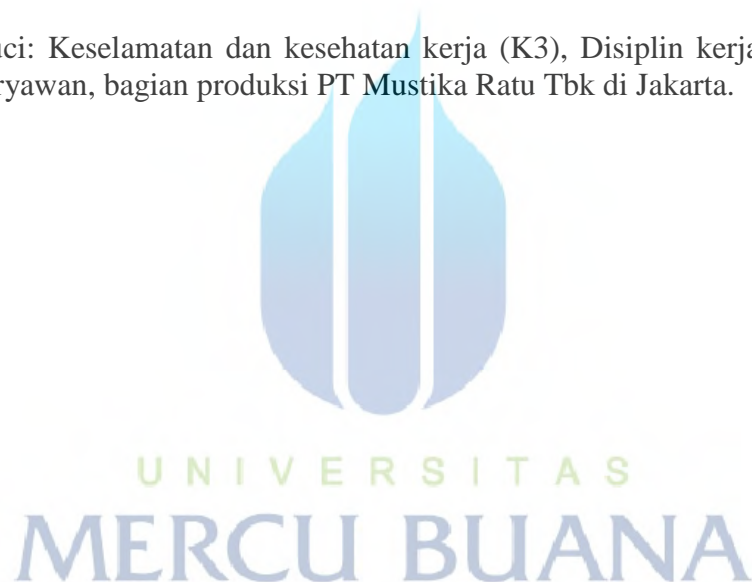 uci: Keselamatan dan kesehatan kerja (K3), Disiplin kerja
ryawan, bagian produksi PT Mustika Ratu Tbk di Jakarta.
UNIVERSITAS
MERCU BUANA